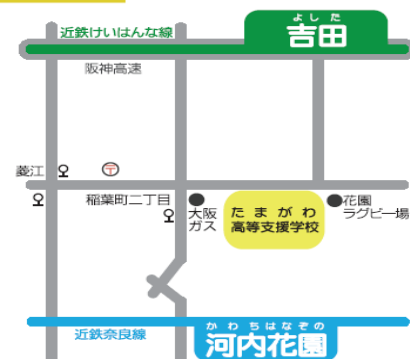 よした
吉田
近鉄けいはんな線
阪神高速
菱江
〒
稲葉町二丁目
大阪
ガス
たまがわ
高等支援学校
花園
ラグビー場
近鉄奈良線
かわちはなぞの
河内花園